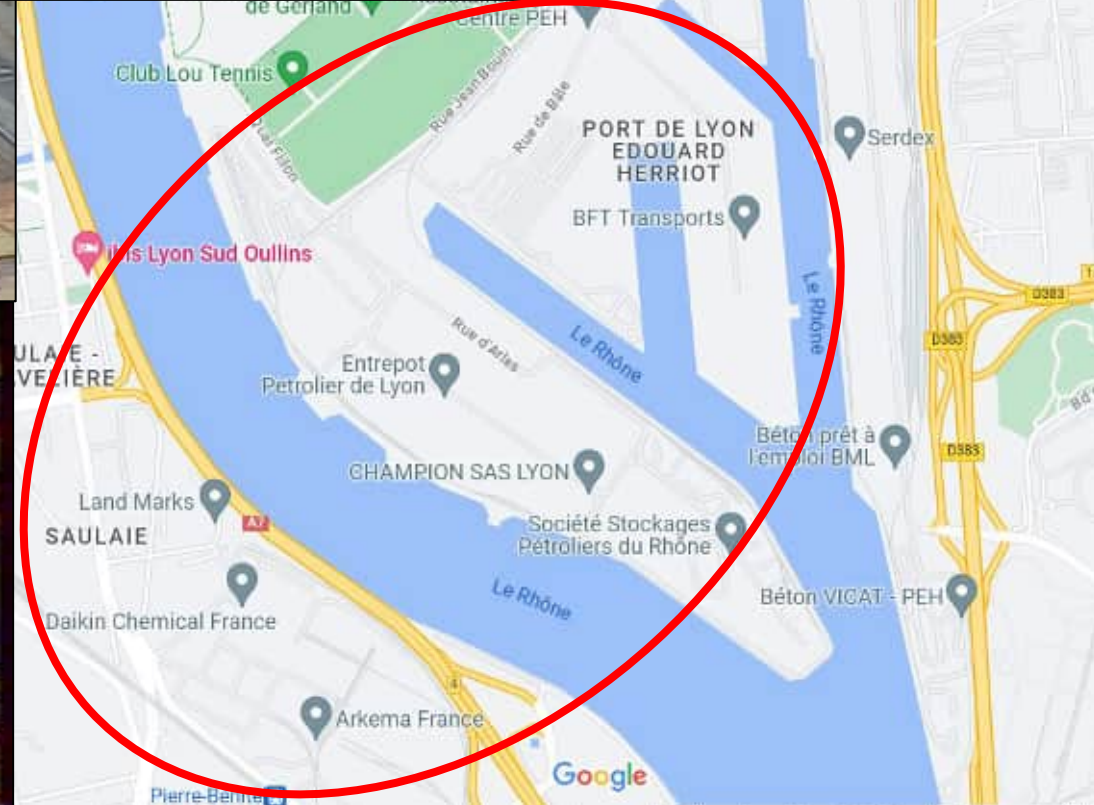 de Gerland
Centre PEH
Club Lou Tennis
Rue Jean Bouin
Rue de Bâle
PORT DE LYON
EDOUARD
HERRIOT
Serdex
Quai Fillon
BFT Transports
ibis Lyon Sud Oullins
Le Rhône
D383
D383
Rue d'Arles
Le Rhône
Entrepot
Petrolier de Lyon
Béton prêt à
l'emploi BML
D383
CHAMPION SAS LYON
Land Marks
A7
SAULAIE
Société Stockages
Pétroliers du Rhône
Le Rhône
Béton VICAT - PEH
Daikin Chemical France
4
Arkema France
Google
Pierre-Bénite